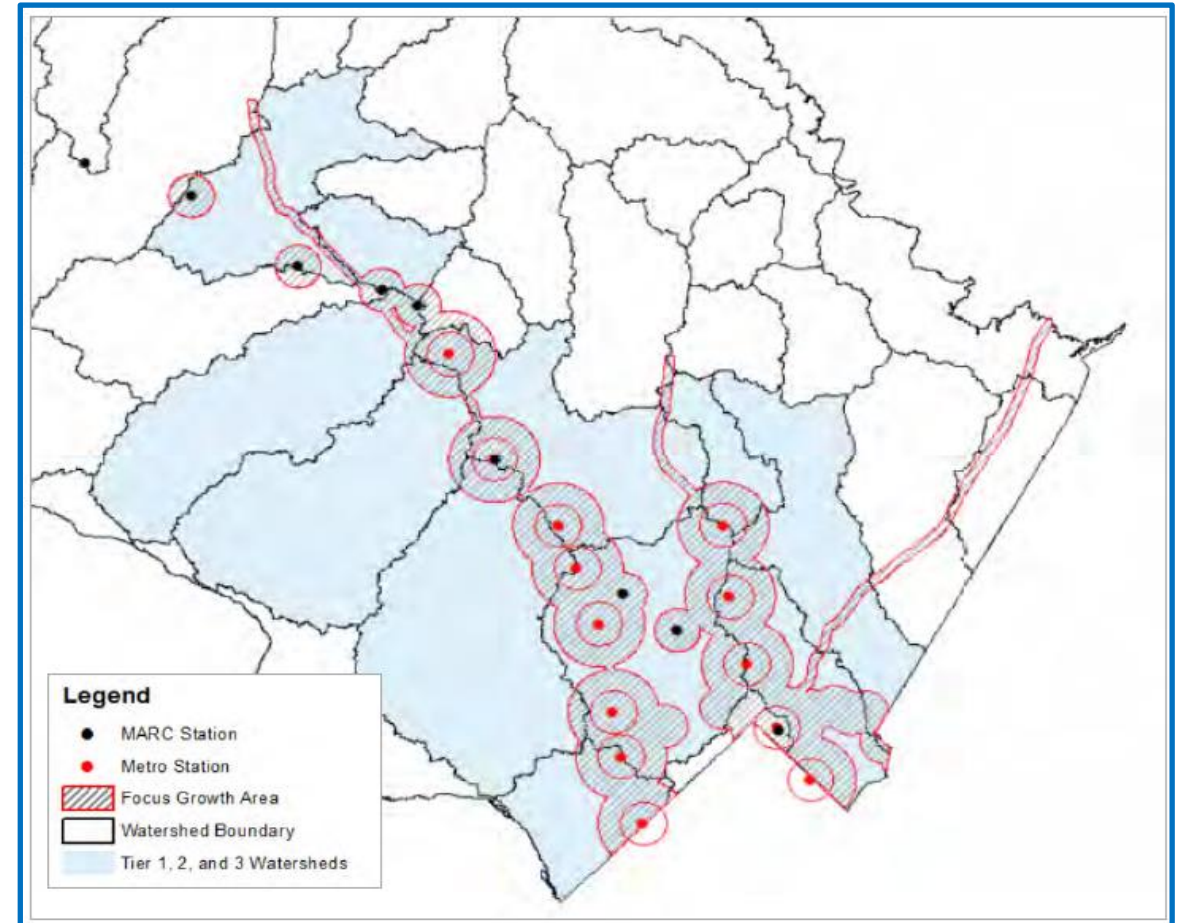 Legend
MARC Station
Metro Station
Focus Growth Area
Watershed Boundary
Tier 1, 2, and 3 Watersheds